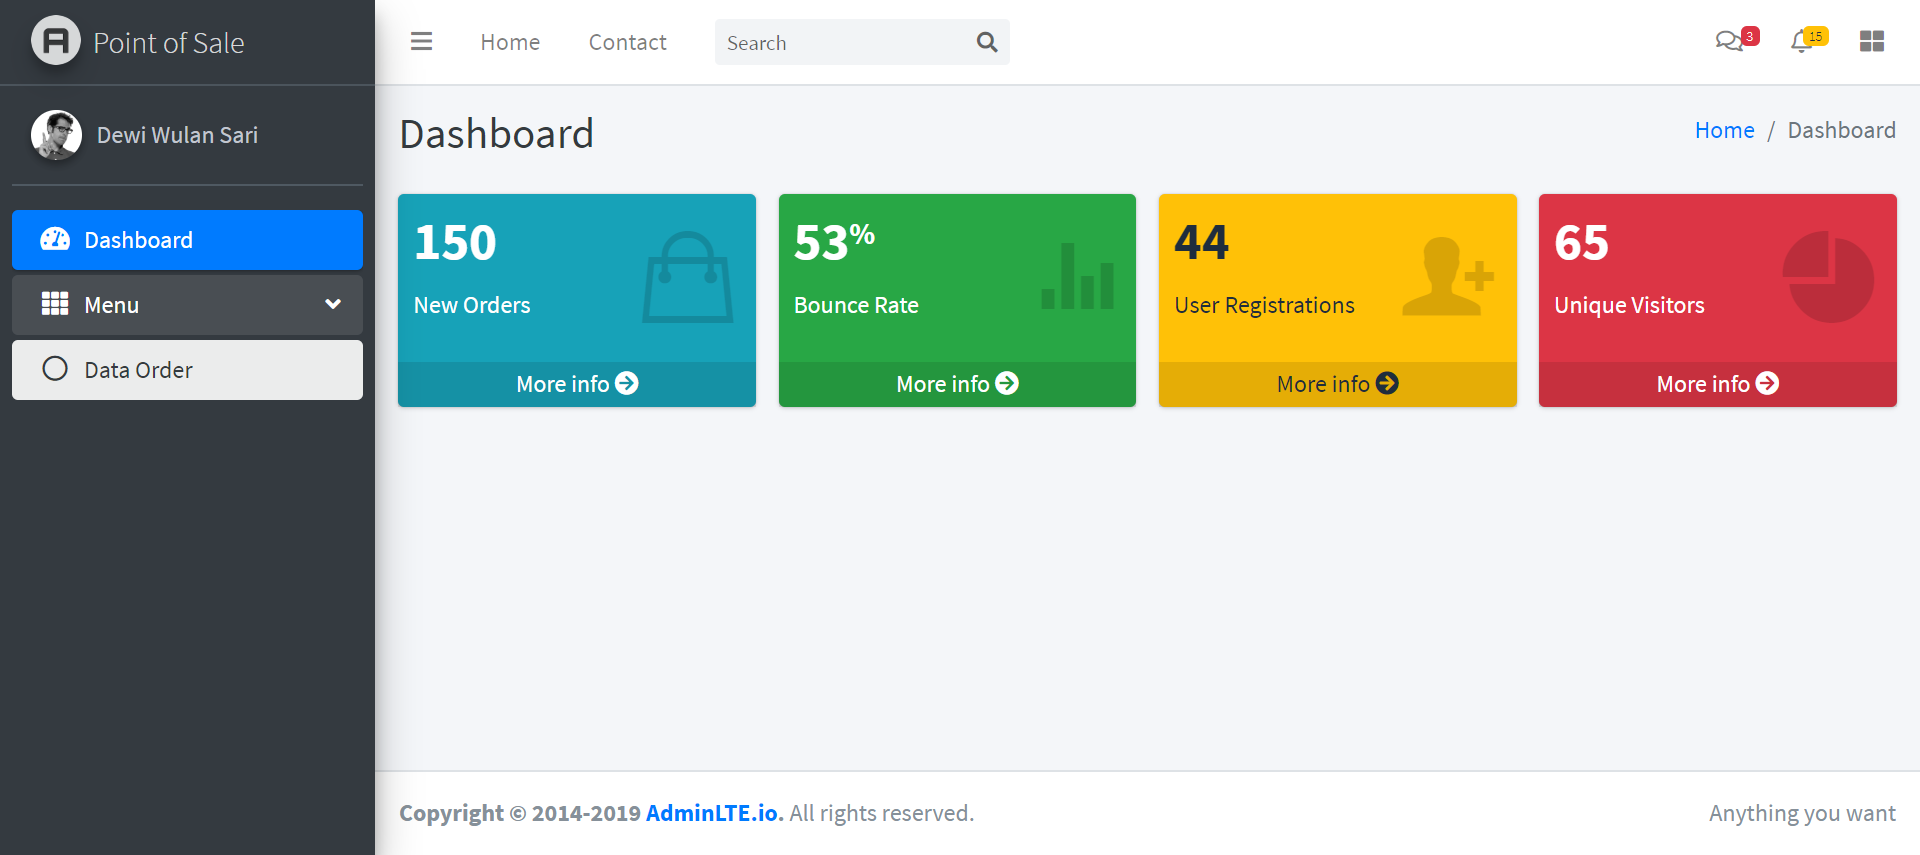 Point of Sale
Home
Contact
Search
3
15
Dewi Wulan Sari
Dashboard
Menu
Data Order
Dashboard
Home / Dashboard
150
New Orders
More info
53%
Bounce Rate
More info
44
User Registrations
More info
65
Unique Visitors
More info
Copyright © 2014-2019 AdminLTE.io. All rights reserved.
Anything you want